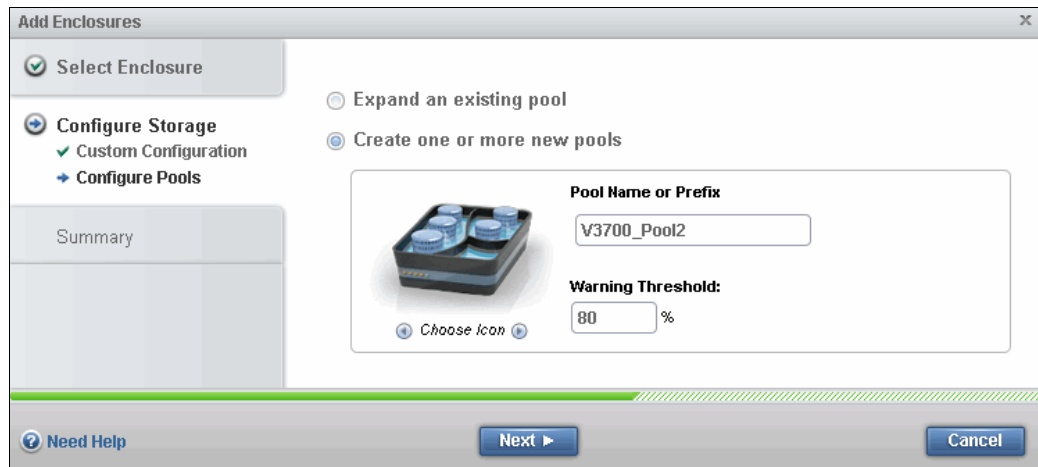 Add Enclosures x
Select Enclosure
Configure Storage
Custom Configuration
Configure Pools
Summary
Expand an existing pool
Create one or more new pools
Pool Name or Prefix
V3700_Pool2
Warning Threshold:
80 %
Choose Icon
Need Help
Next
Cancel